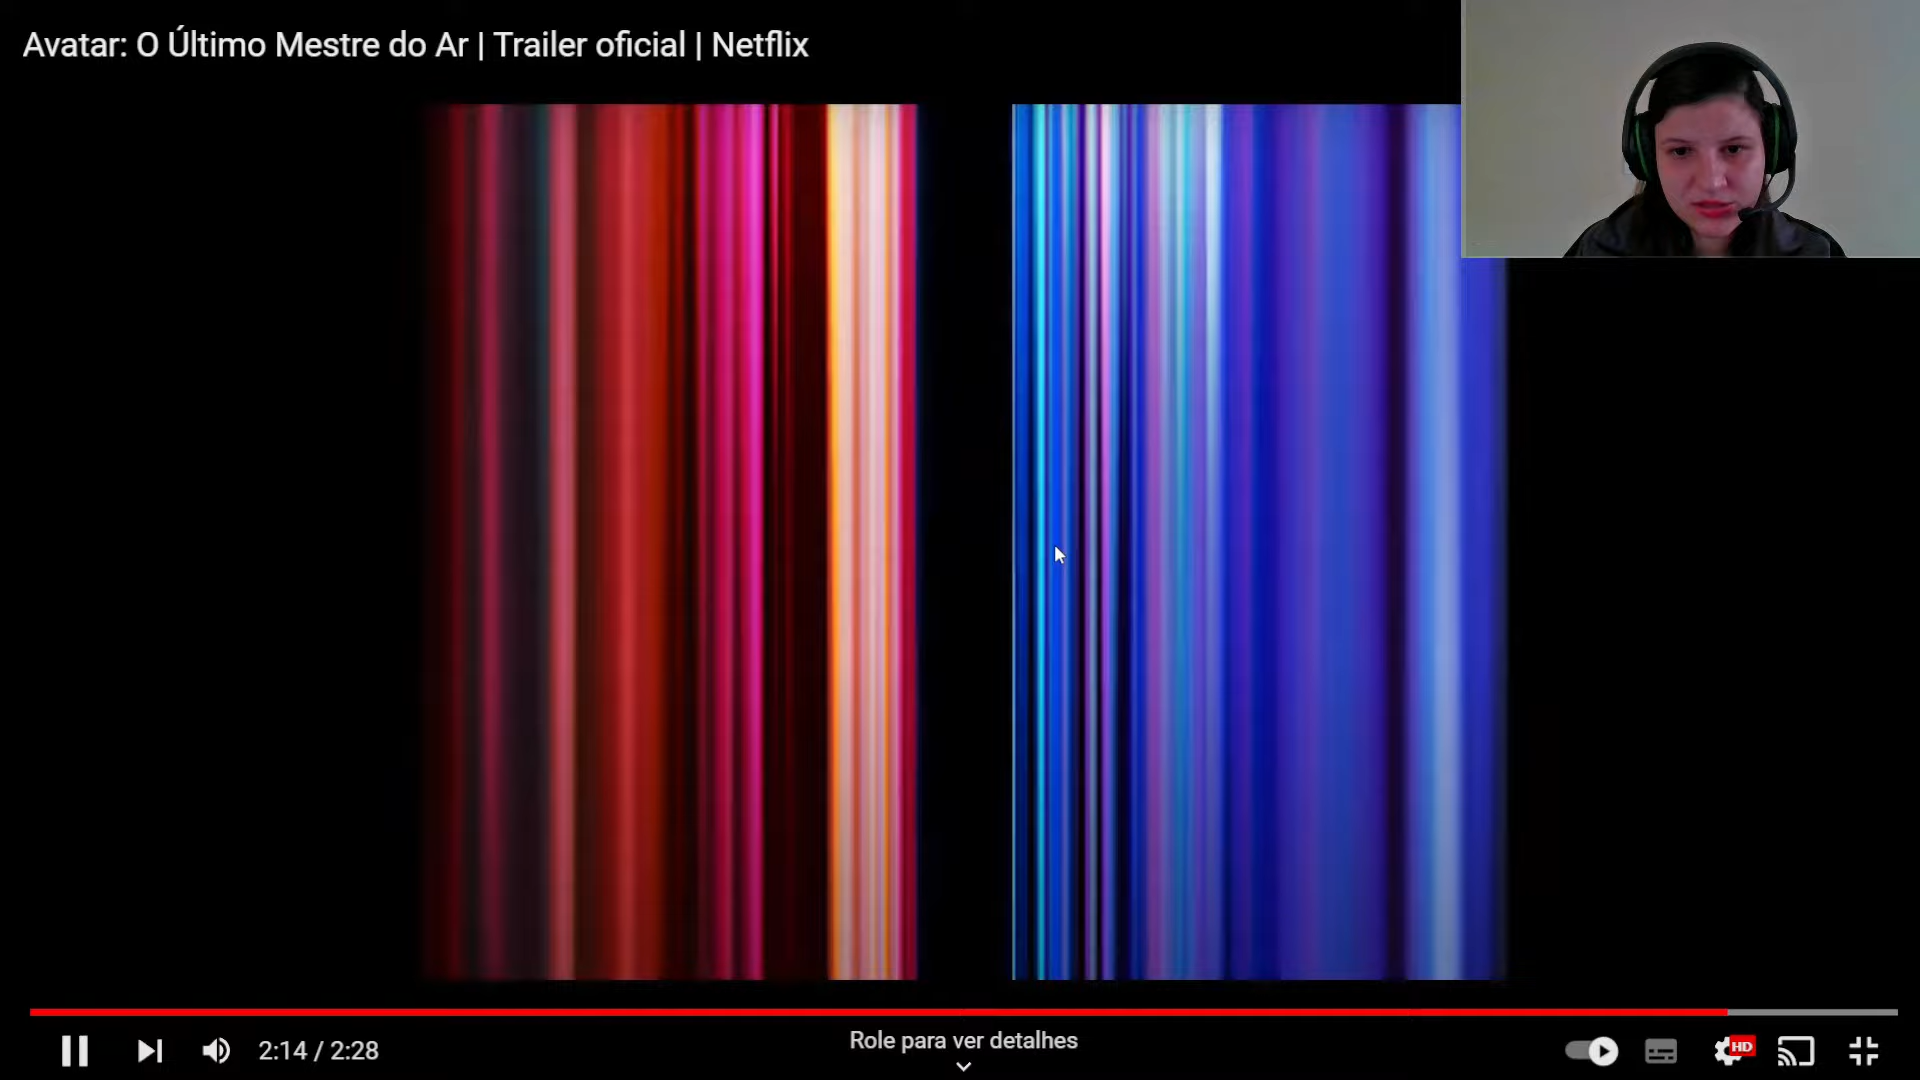 Avatar: O Último Mestre do Ar | Trailer oficial | Netflix
2:14 / 2:28
Role para ver detalhes
HD